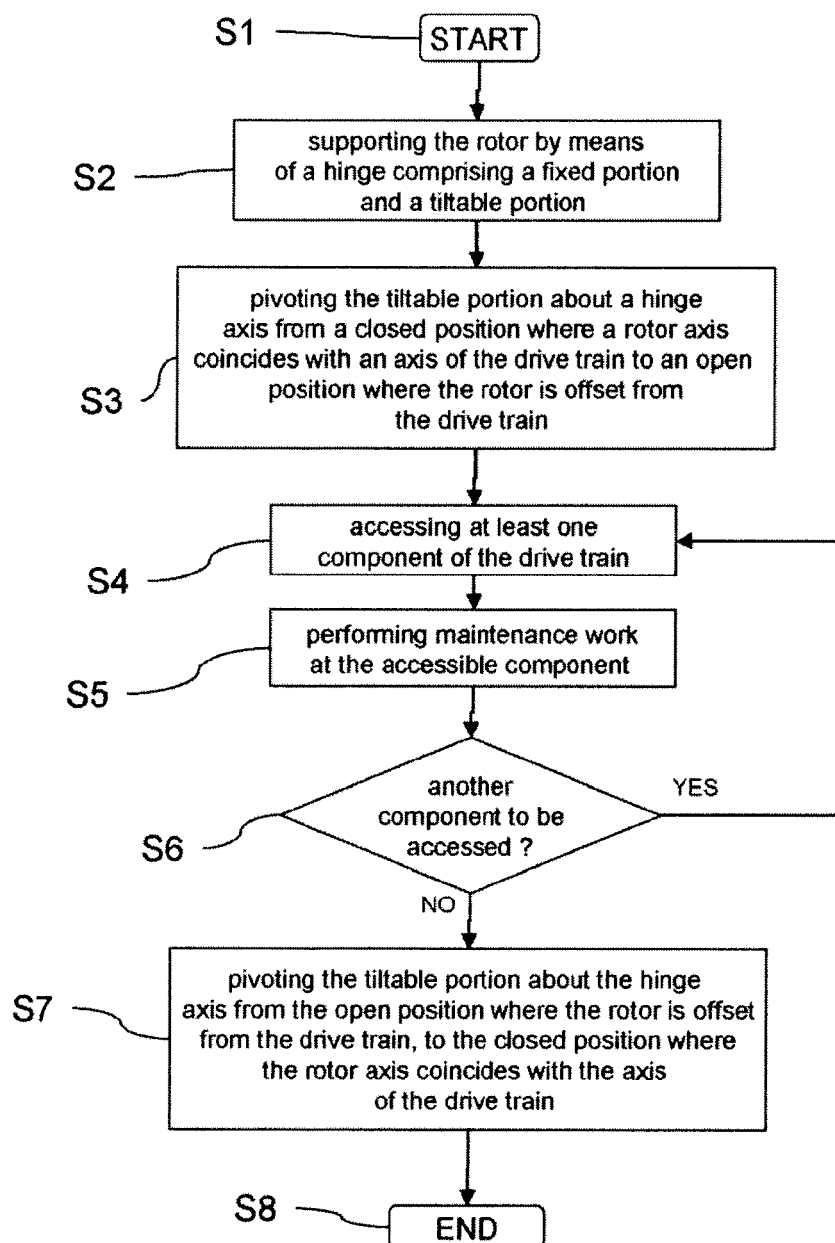 S1
START
S2
supporting the rotor by means
of a hinge comprising a fixed portion
and a tiltable portion
S3
pivoting the tiltable portion about a hinge
axis from a closed position where a rotor axis
coincides with an axis of the drive train to an open
position where the rotor is offset from
the drive train
S4
accessing at least one
component of the drive train
S5
performing maintenance work
at the accessible component
S6
another
component to be
accessed ?
YES
NO
S7
pivoting the tiltable portion about the hinge
axis from the open position where the rotor is offset
from the drive train, to the closed position where
the rotor axis coincides with the axis
of the drive train
S8
END